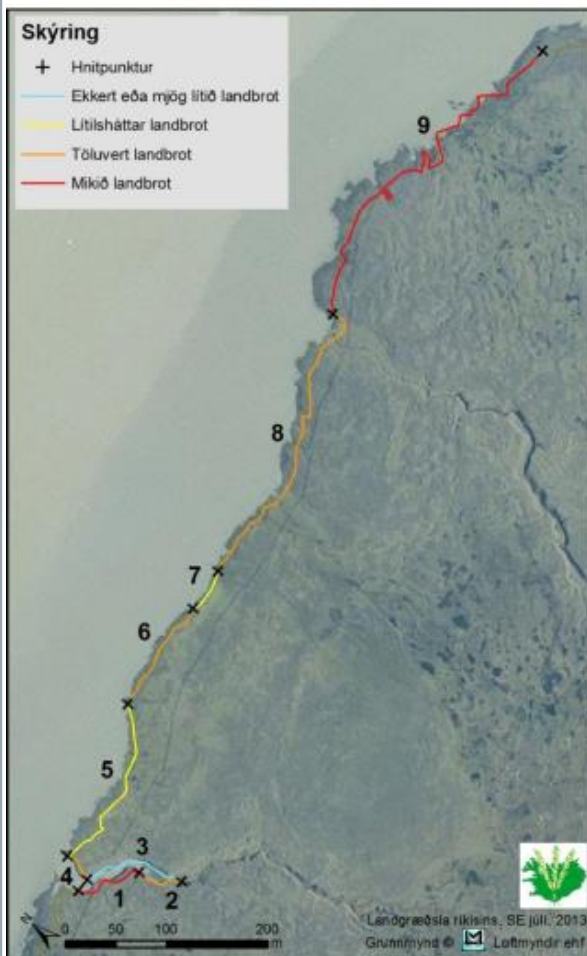 Skýring
Hnitpunktur
Ekkert eða mjög lítið landbrot
Lítilsháttar landbrot
Töluvert landbrot
Mikið landbrot
9
8
7
6
5
3
4
1
2
N
0 50 100 200
m
Landgræðsla ríkisins, SE júlí, 2013
Grunnmynd © Loftmyndir ehf